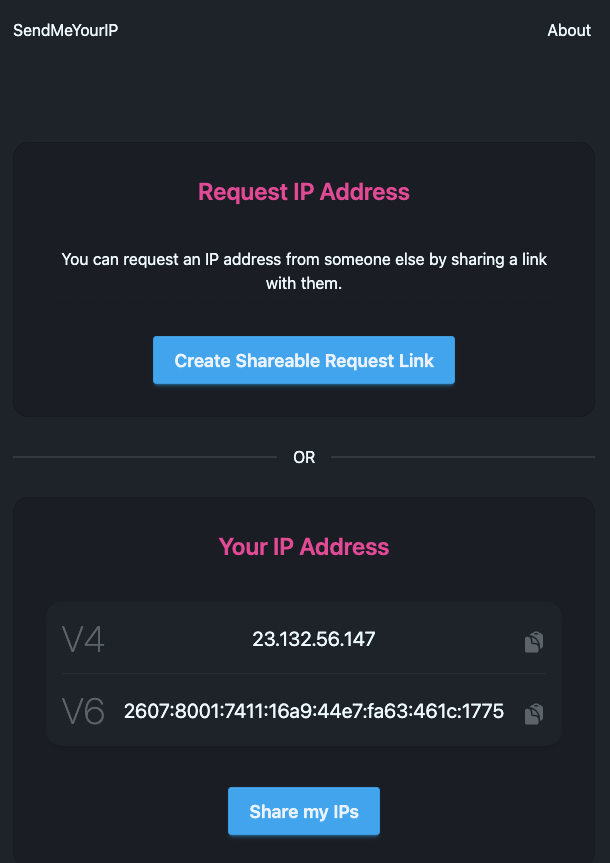 SendMeYourIP
About
Request IP Address
You can request an IP address from someone else by sharing a link
with them.
Create Shareable Request Link
OR
Your IP Address
V4
23.132.56.147
V6
2607:8001:7411:16a9:44e7:fa63:461c:1775
Share my IPs